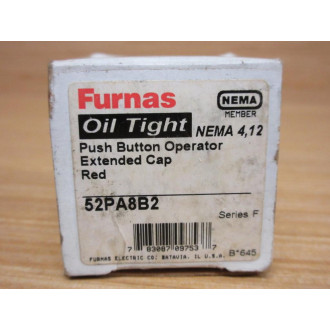 Furnas
NEMA
MEMBER
Oil Tight NEMA 4,12
Push Button Operator
Extended Cap
Red
52PA8B2
Series F
7 83087 09753 7
B*645
FURNAS ELECTRIC CO. BATAVIA, IL U.S.A.